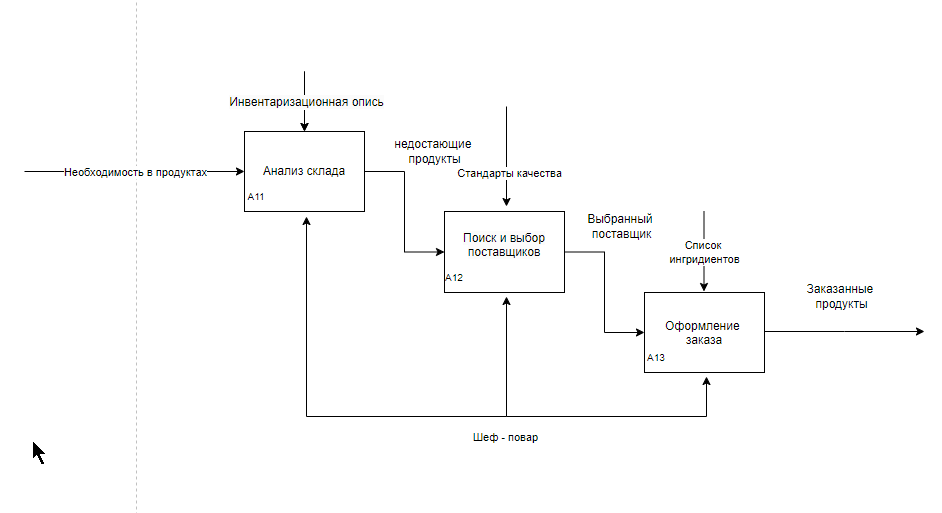 Инвентаризационная опись
Необходимость в продуктах
Анализ склада
A11
недостающие
продукты
Стандарты качества
Поиск и выбор
поставщиков
A12
Выбранный
поставщик
Список
ингридиентов
Оформление
заказа
A13
Заказанные
продукты
Шеф - повар